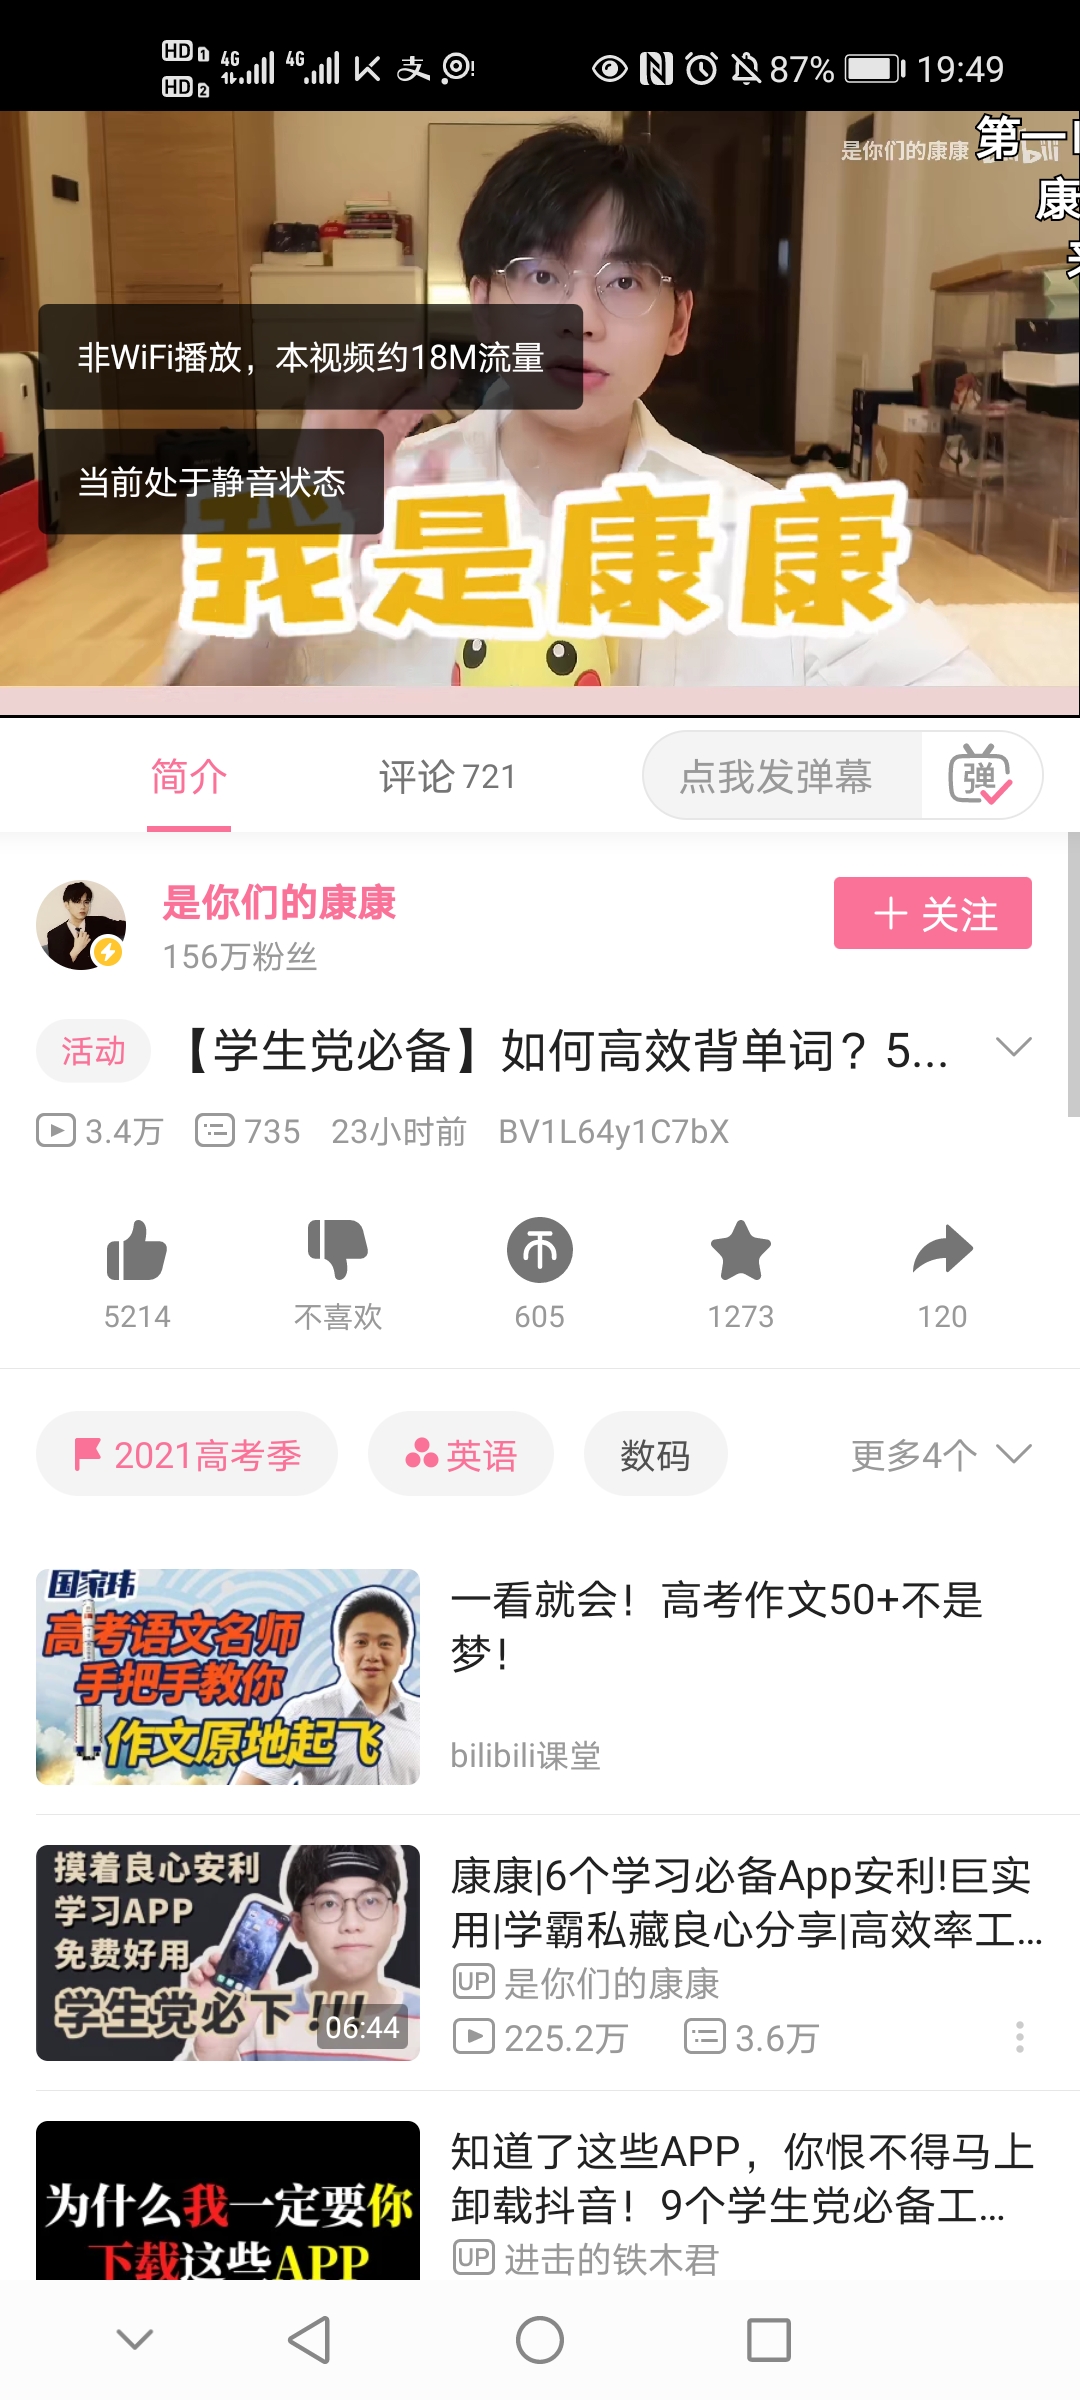 HD 1 4G 4G 87% 19:49
HD 2
是你们的康康 bilibili
第一
康
非WiFi播放，本视频约18M流量
当前处于静音状态
我是康康
简介 评论 721 点我发弹幕 弹
是你们的康康
156万粉丝
关注
活动 【学生党必备】如何高效背单词？5...
3.4万 735 23小时前 BV1L64y1C7bX
5214 不喜欢 605 1273 120
2021高考季 英语 数码 更多4个
国家玮
高考语文名师
手把手教你
作文原地起飞
一看就会！高考作文50+不是
梦！
bilibili课堂
摸着良心安利
学习APP
免费好用
学生党必下!!!
06:44
康康|6个学习必备App安利!巨实
用|学霸私藏良心分享|高效率工...
UP 是你们的康康
225.2万 3.6万
为什么我一定要你
下载这些APP
知道了这些APP，你恨不得马上
卸载抖音！9个学生党必备工...
UP 进击的铁木君